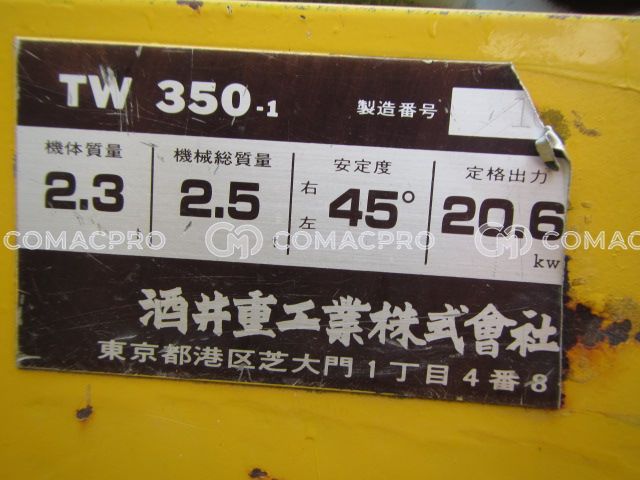 TW 350-1 製造番号
機体質量 機械総質量 安定度 定格出力
2.3 t 2.5 t 右 左 45° 20.6 kw
COMACPRO COMACPRO COMACPRO
酒井重工業株式會社
東京都港区芝大門1丁目4番8